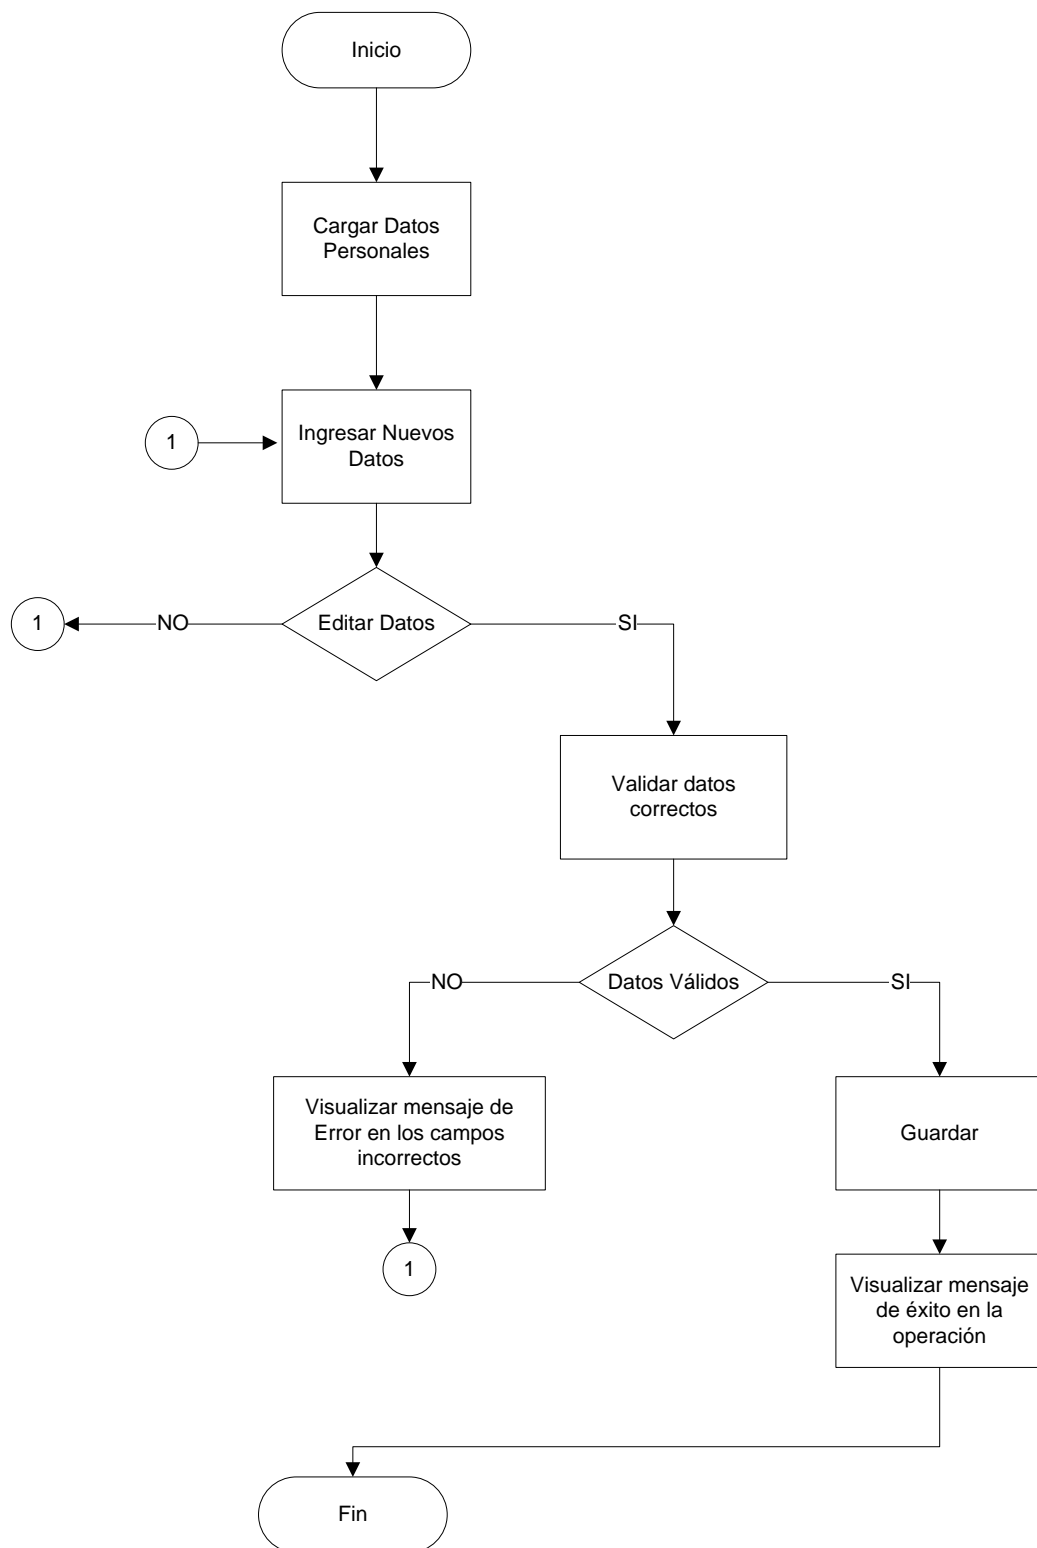 Inicio
Cargar Datos
Personales
1
Ingresar Nuevos
Datos
1
NO
Editar Datos
SI
Validar datos
correctos
NO
Datos Válidos
SI
Visualizar mensaje de
Error en los campos
incorrectos
Guardar
1
Visualizar mensaje
de éxito en la
operación
Fin